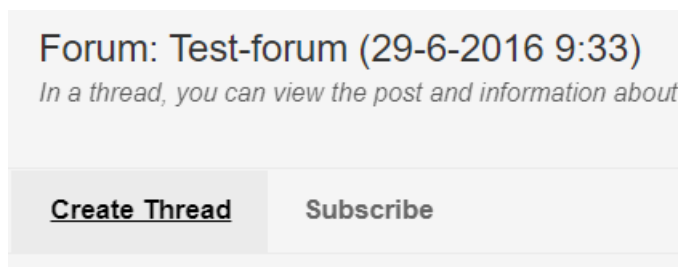 Forum: Test-forum (29-6-2016 9:33)
In a thread, you can view the post and information about
Create Thread Subscribe